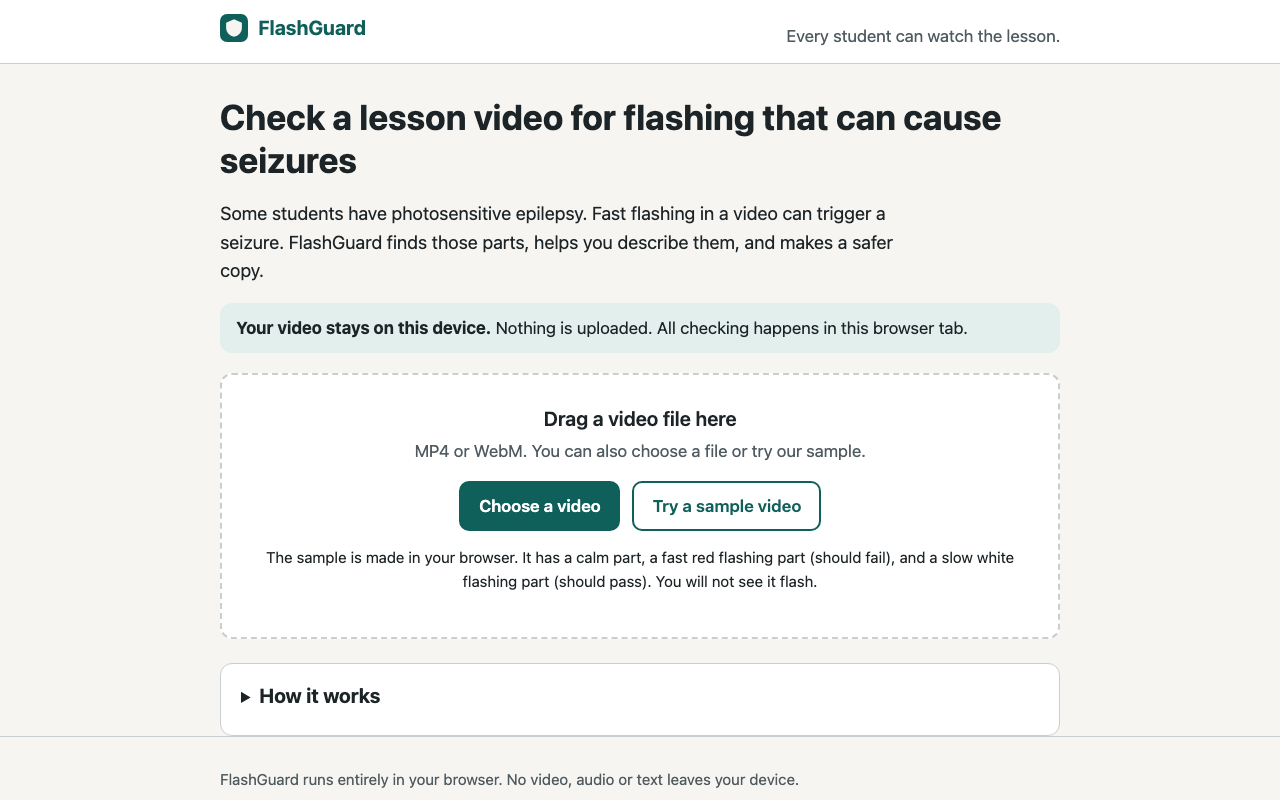 FlashGuard
Every student can watch the lesson.
Check a lesson video for flashing that can cause
seizures
Some students have photosensitive epilepsy. Fast flashing in a video can trigger a
seizure. FlashGuard finds those parts, helps you describe them, and makes a safer
copy.
Your video stays on this device. Nothing is uploaded. All checking happens in this browser tab.
Drag a video file here
MP4 or WebM. You can also choose a file or try our sample.
Choose a video
Try a sample video
The sample is made in your browser. It has a calm part, a fast red flashing part (should fail), and a slow white
flashing part (should pass). You will not see it flash.
How it works
FlashGuard runs entirely in your browser. No video, audio or text leaves your device.